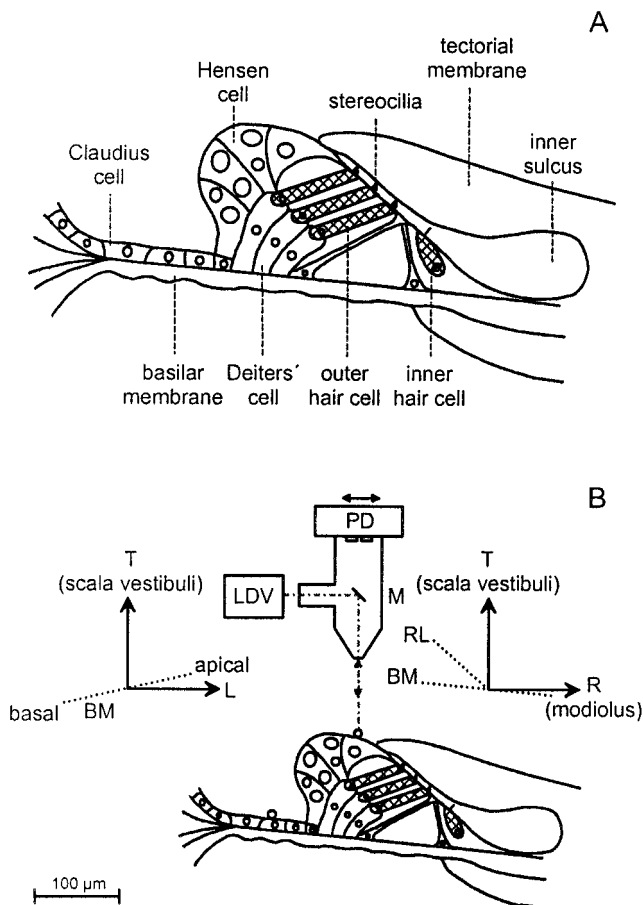 A
tectorial
membrane
Hensen
cell
stereocilia
inner
sulcus
Claudius
cell
basilar
membrane
Deiters´
cell
outer
hair cell
inner
hair cell
B
PD
T
(scala vestibuli)
LDV
M
T
(scala vestibuli)
RL
apical
BM
L
R
basal
BM
(modiolus)
100 µm